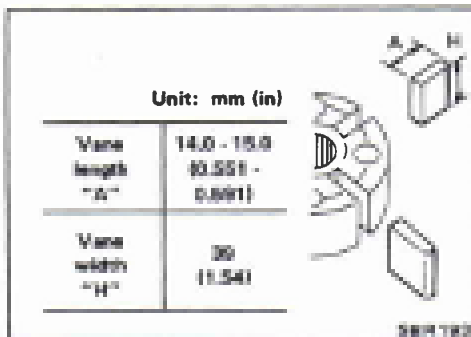 A H
Unit: mm (in)
Vane
length
"A"
14.0 - 15.0
(0.551 -
0.591)
Vane
width
"H"
39
(1.54)